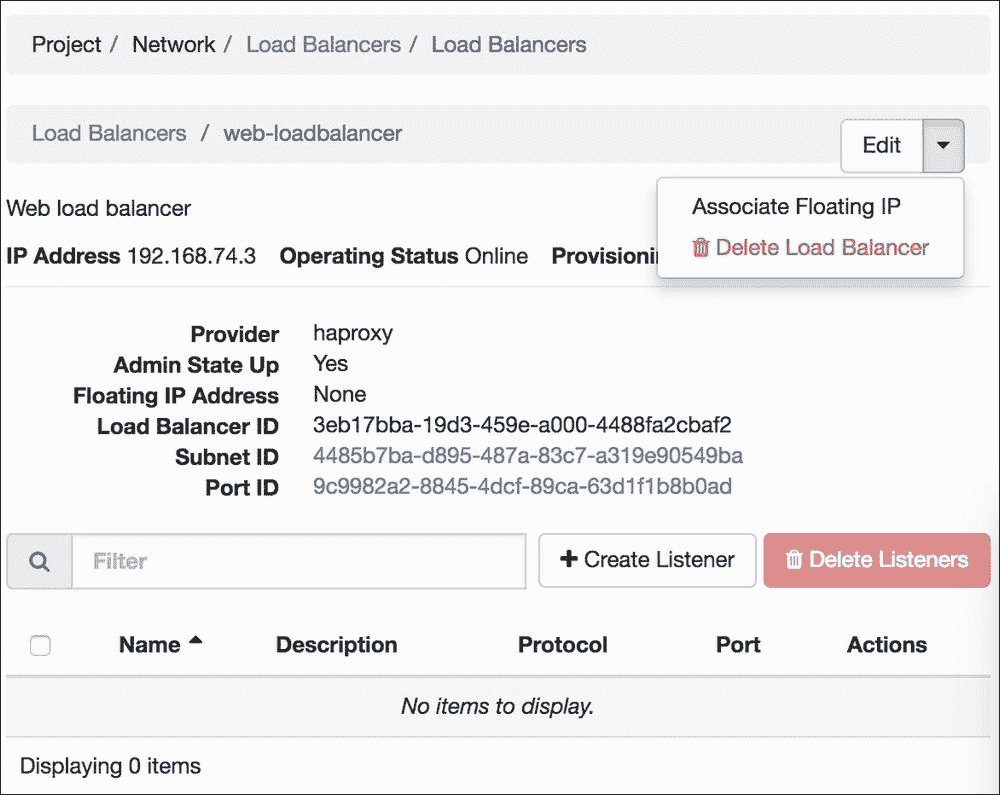 Project / Network / Load Balancers / Load Balancers
Load Balancers / web-loadbalancer
Edit
Associate Floating IP
Delete Load Balancer
Web load balancer
IP Address 192.168.74.3 Operating Status Online
Provider haproxy
Admin State Up Yes
Floating IP Address None
Load Balancer ID 3eb17bba-19d3-459e-a000-4488fa2cbaf2
Subnet ID 4485b7ba-d895-487a-83c7-a319e90549ba
Port ID 9c9982a2-8845-4dcf-89ca-63d1f1b8b0ad
Filter + Create Listener Delete Listeners
Name Description Protocol Port Actions
No items to display.
Displaying 0 items